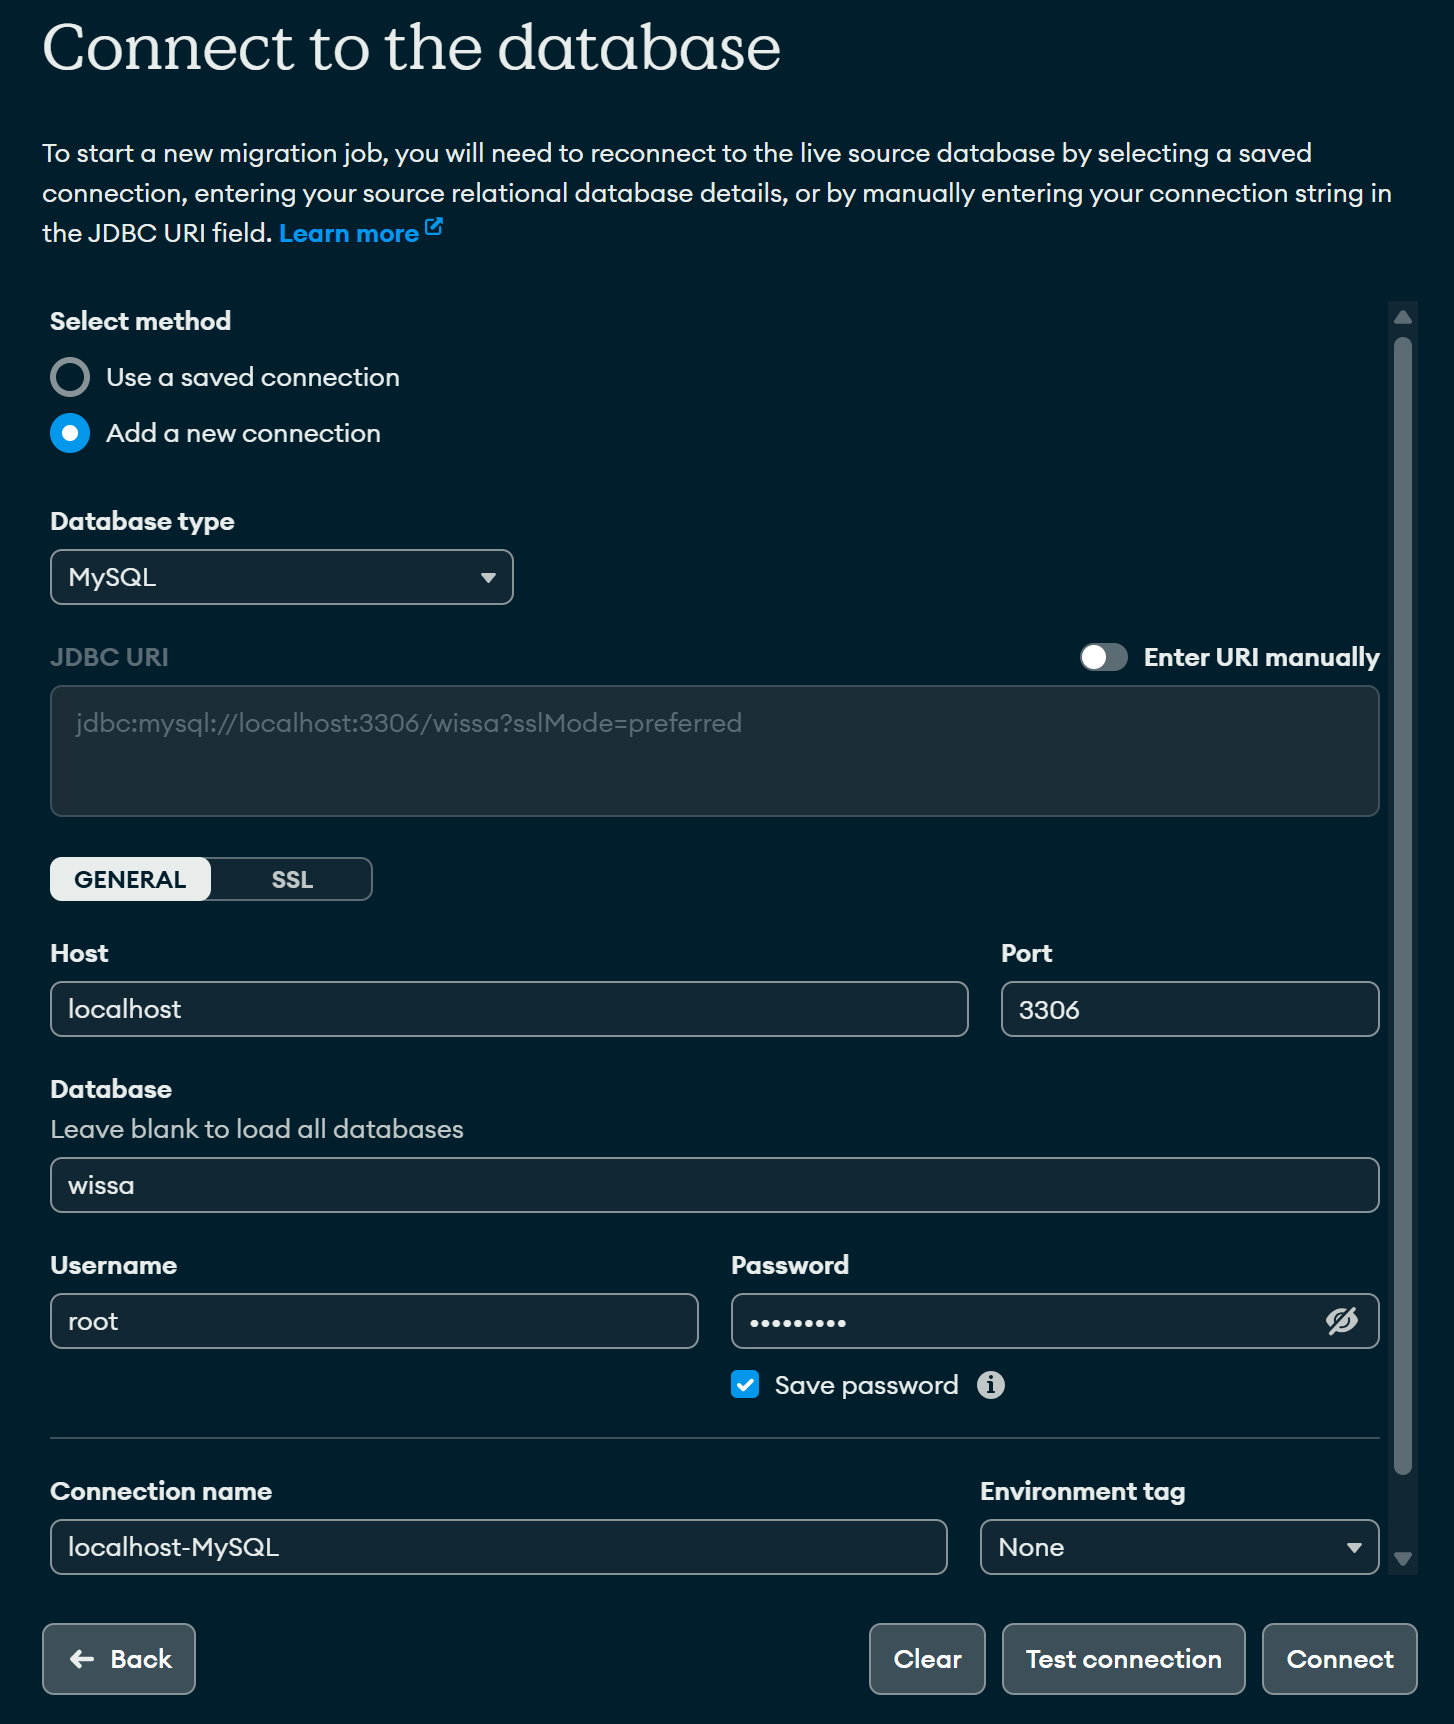 Connect to the database
To start a new migration job, you will need to reconnect to the live source database by selecting a saved
connection, entering your source relational database details, or by manually entering your connection string in
the JDBC URI field. Learn more
Select method
Use a saved connection
Add a new connection
Database type
MySQL
JDBC URI
Enter URI manually
jdbc:mysql://localhost:3306/wissa?sslMode=preferred
GENERAL
SSL
Host
Port
localhost
3306
Database
Leave blank to load all databases
wissa
Username
Password
root
•••••••••
Save password
Connection name
Environment tag
localhost-MySQL
None
Back
Clear
Test connection
Connect